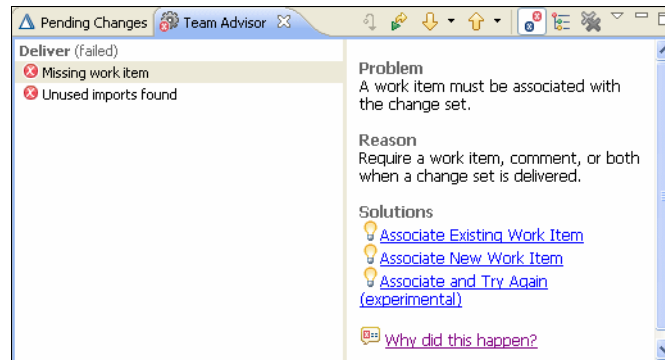 Pending Changes
Team Advisor
Deliver (failed)
Missing work item
Unused imports found
Problem
A work item must be associated with
the change set.
Reason
Require a work item, comment, or both
when a change set is delivered.
Solutions
Associate Existing Work Item
Associate New Work Item
Associate and Try Again
(experimental)
Why did this happen?